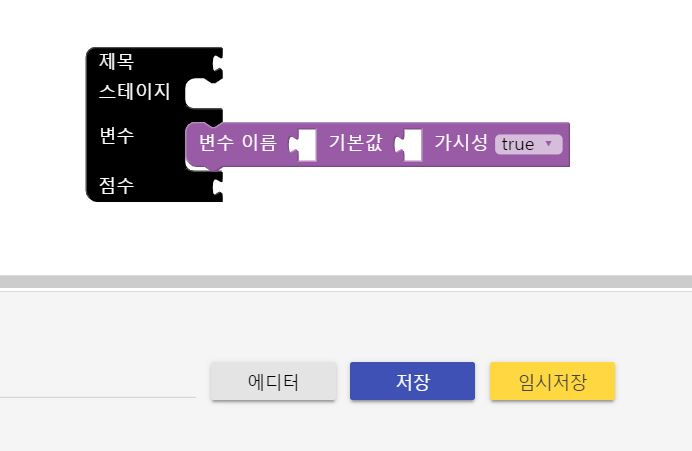 제목
스테이지
변수
변수 이름 기본값 가시성 true
점수
에디터 저장 임시저장